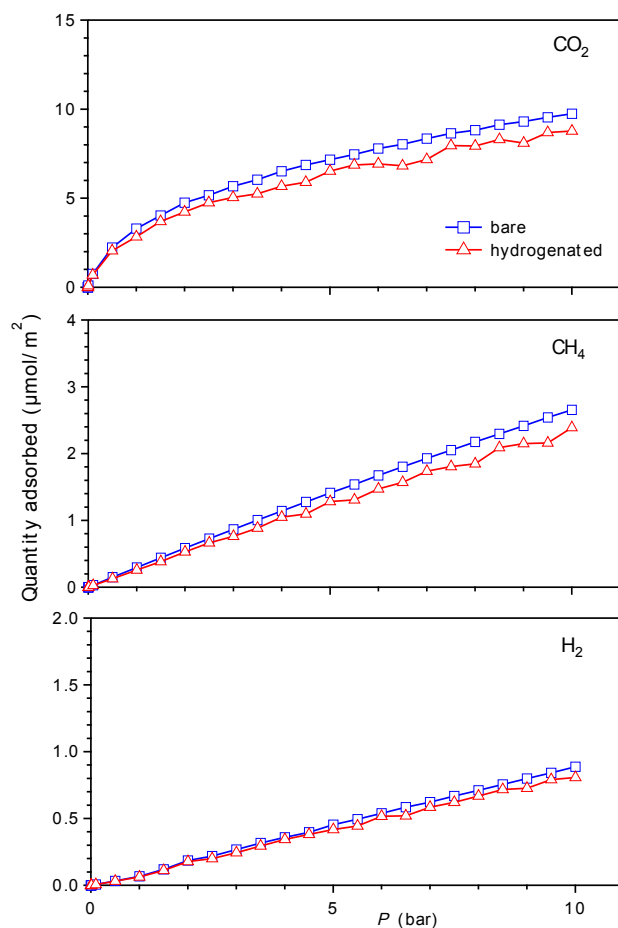 15
CO₂
10
5
bare
hydrogenated
0
4
CH₄
3
2
1
0
Quantity adsorbed (μmol/ m²)
2.0
H₂
1.5
1.0
0.5
0.0
0
5
10
P (bar)